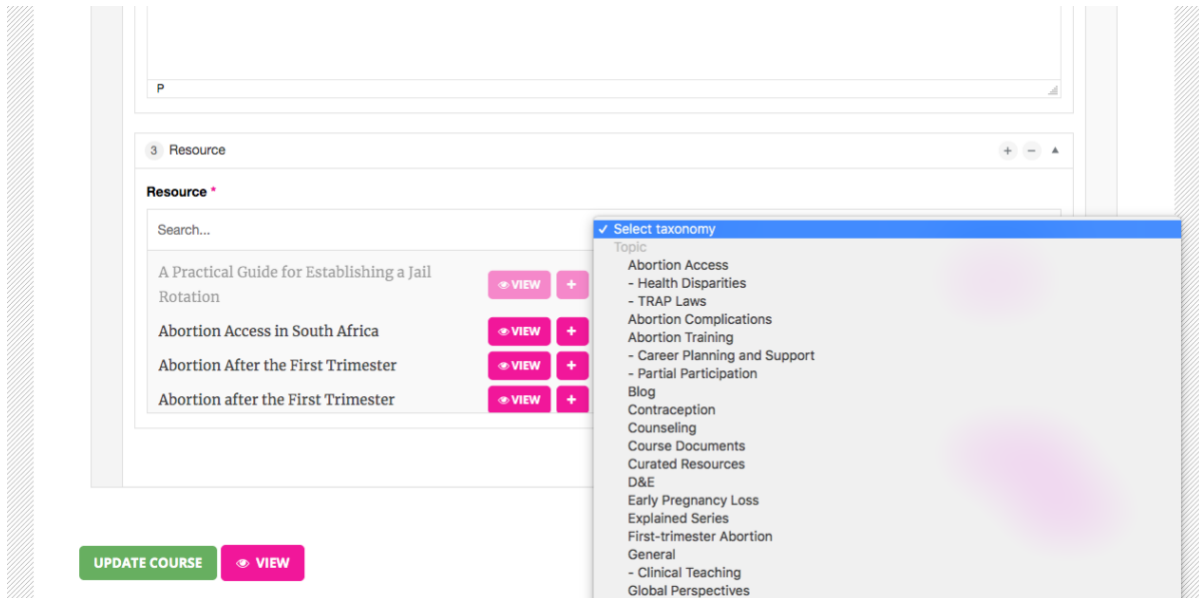 P
3 Resource
Resource *
Search...
A Practical Guide for Establishing a Jail
Rotation
VIEW +
Abortion Access in South Africa VIEW +
Abortion After the First Trimester VIEW +
Abortion after the First Trimester VIEW +
✓ Select taxonomy
Topic
Abortion Access
- Health Disparities
- TRAP Laws
Abortion Complications
Abortion Training
- Career Planning and Support
- Partial Participation
Blog
Contraception
Counseling
Course Documents
Curated Resources
D&E
Early Pregnancy Loss
Explained Series
First-trimester Abortion
General
- Clinical Teaching
Global Perspectives
UPDATE COURSE VIEW